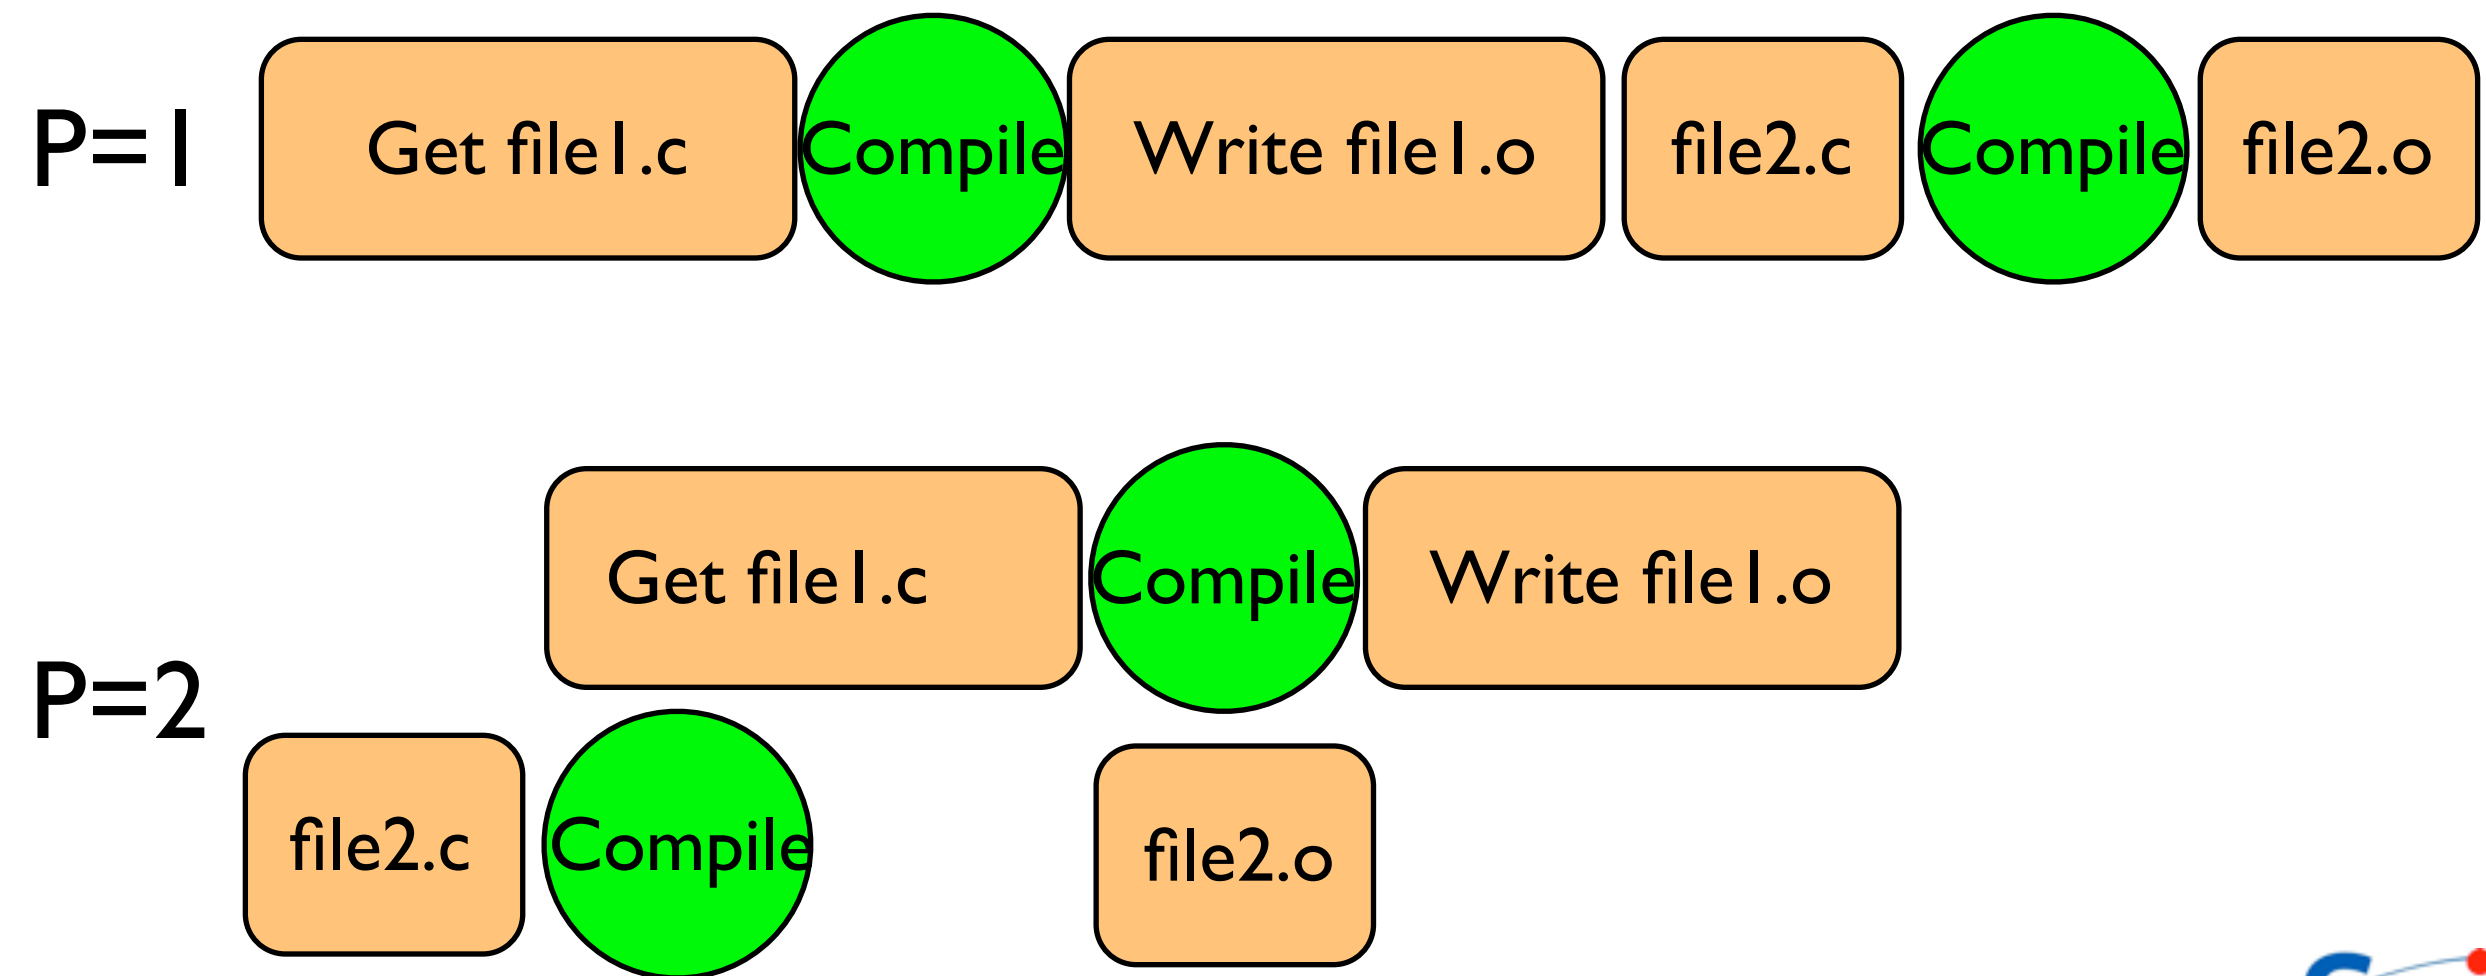 P=1 Get file1.c Compile Write file1.o file2.c Compile file2.o
Get file1.c Compile Write file1.o
P=2
file2.c Compile file2.o